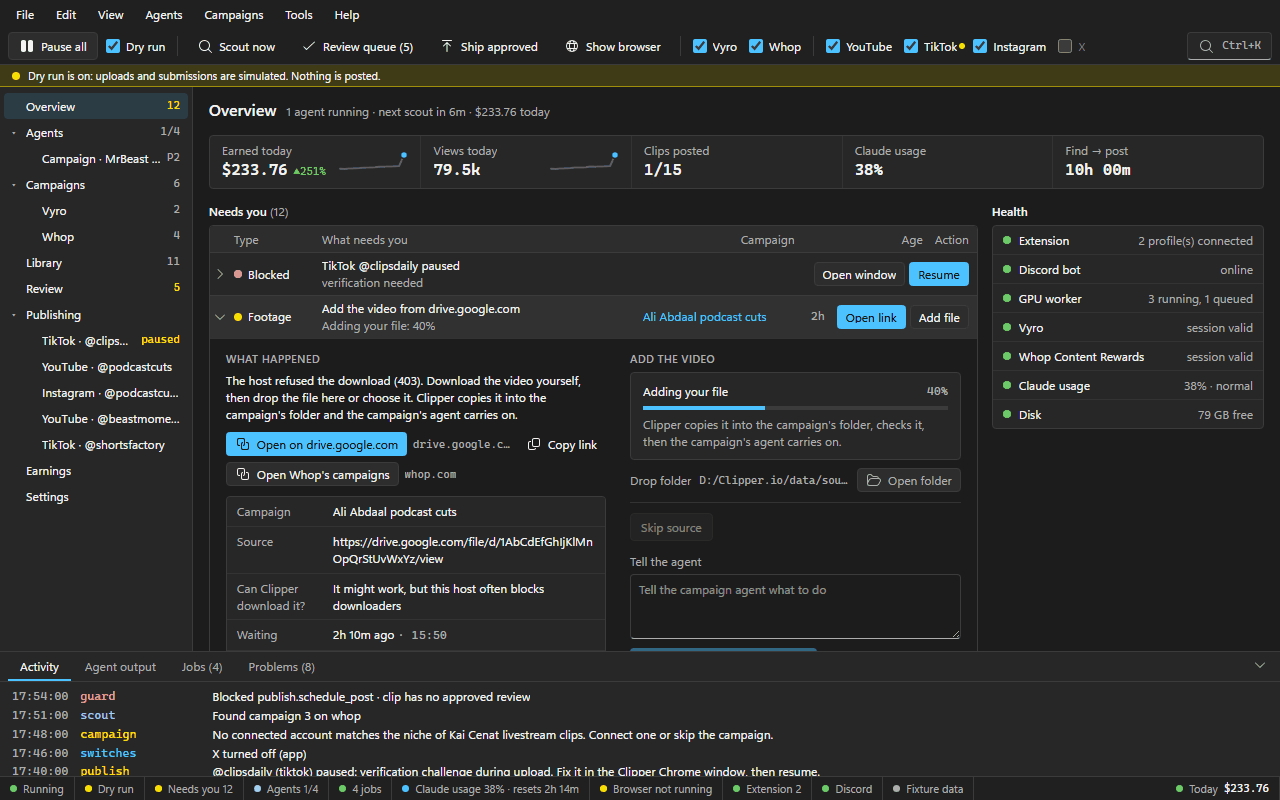 File Edit View Agents Campaigns Tools Help
Pause all Dry run Scout now Review queue (5) Ship approved Show browser Vyro Whop YouTube TikTok Instagram X Ctrl+K
Dry run is on: uploads and submissions are simulated. Nothing is posted.
Overview 12
Agents 1/4
Campaign · MrBeast ... P2
Campaigns 6
Vyro 2
Whop 4
Library 11
Review 5
Publishing
TikTok · @clips... paused
YouTube · @podcastcuts
Instagram · @podcastcu...
YouTube · @beastmome...
TikTok · @shortsfactory
Earnings
Settings
Overview 1 agent running · next scout in 6m · $233.76 today
Earned today
$233.76 ▲251%
Views today
79.5k
Clips posted
1/15
Claude usage
38%
Find → post
10h 00m
Needs you (12)
Type What needs you Campaign Age Action
Blocked TikTok @clipsdaily paused
verification needed
Open window Resume
Footage Add the video from drive.google.com
Adding your file: 40%
Ali Abdaal podcast cuts 2h Open link Add file
WHAT HAPPENED
The host refused the download (403). Download the video yourself,
then drop the file here or choose it. Clipper copies it into the
campaign's folder and the campaign's agent carries on.
Open on drive.google.com drive.google.c... Copy link
Open Whop's campaigns whop.com
Campaign Ali Abdaal podcast cuts
Source https://drive.google.com/file/d/1AbCdEfGhIjKlMn
OpQrStUvWxYz/view
Can Clipper
download it?
It might work, but this host often blocks
downloaders
Waiting 2h 10m ago · 15:50
ADD THE VIDEO
Adding your file 40%
Clipper copies it into the campaign's folder, checks it,
then the campaign's agent carries on.
Drop folder D:/Clipper.io/data/sou... Open folder
Skip source
Tell the agent
Tell the campaign agent what to do
Health
Extension 2 profile(s) connected
Discord bot online
GPU worker 3 running, 1 queued
Vyro session valid
Whop Content Rewards session valid
Claude usage 38% · normal
Disk 79 GB free
Activity Agent output Jobs (4) Problems (8)
17:54:00 guard Blocked publish.schedule_post · clip has no approved review
17:51:00 scout Found campaign 3 on whop
17:48:00 campaign No connected account matches the niche of Kai Cenat livestream clips. Connect one or skip the campaign.
17:46:00 switches X turned off (app)
17:40:00 publish @clipsdaily (tiktok) paused: verification challenge during upload. Fix it in the Clipper Chrome window, then resume.
Running Dry run Needs you 12 Agents 1/4 4 jobs Claude usage 38% · resets 2h 14m Browser not running Extension 2 Discord Fixture data Today $233.76